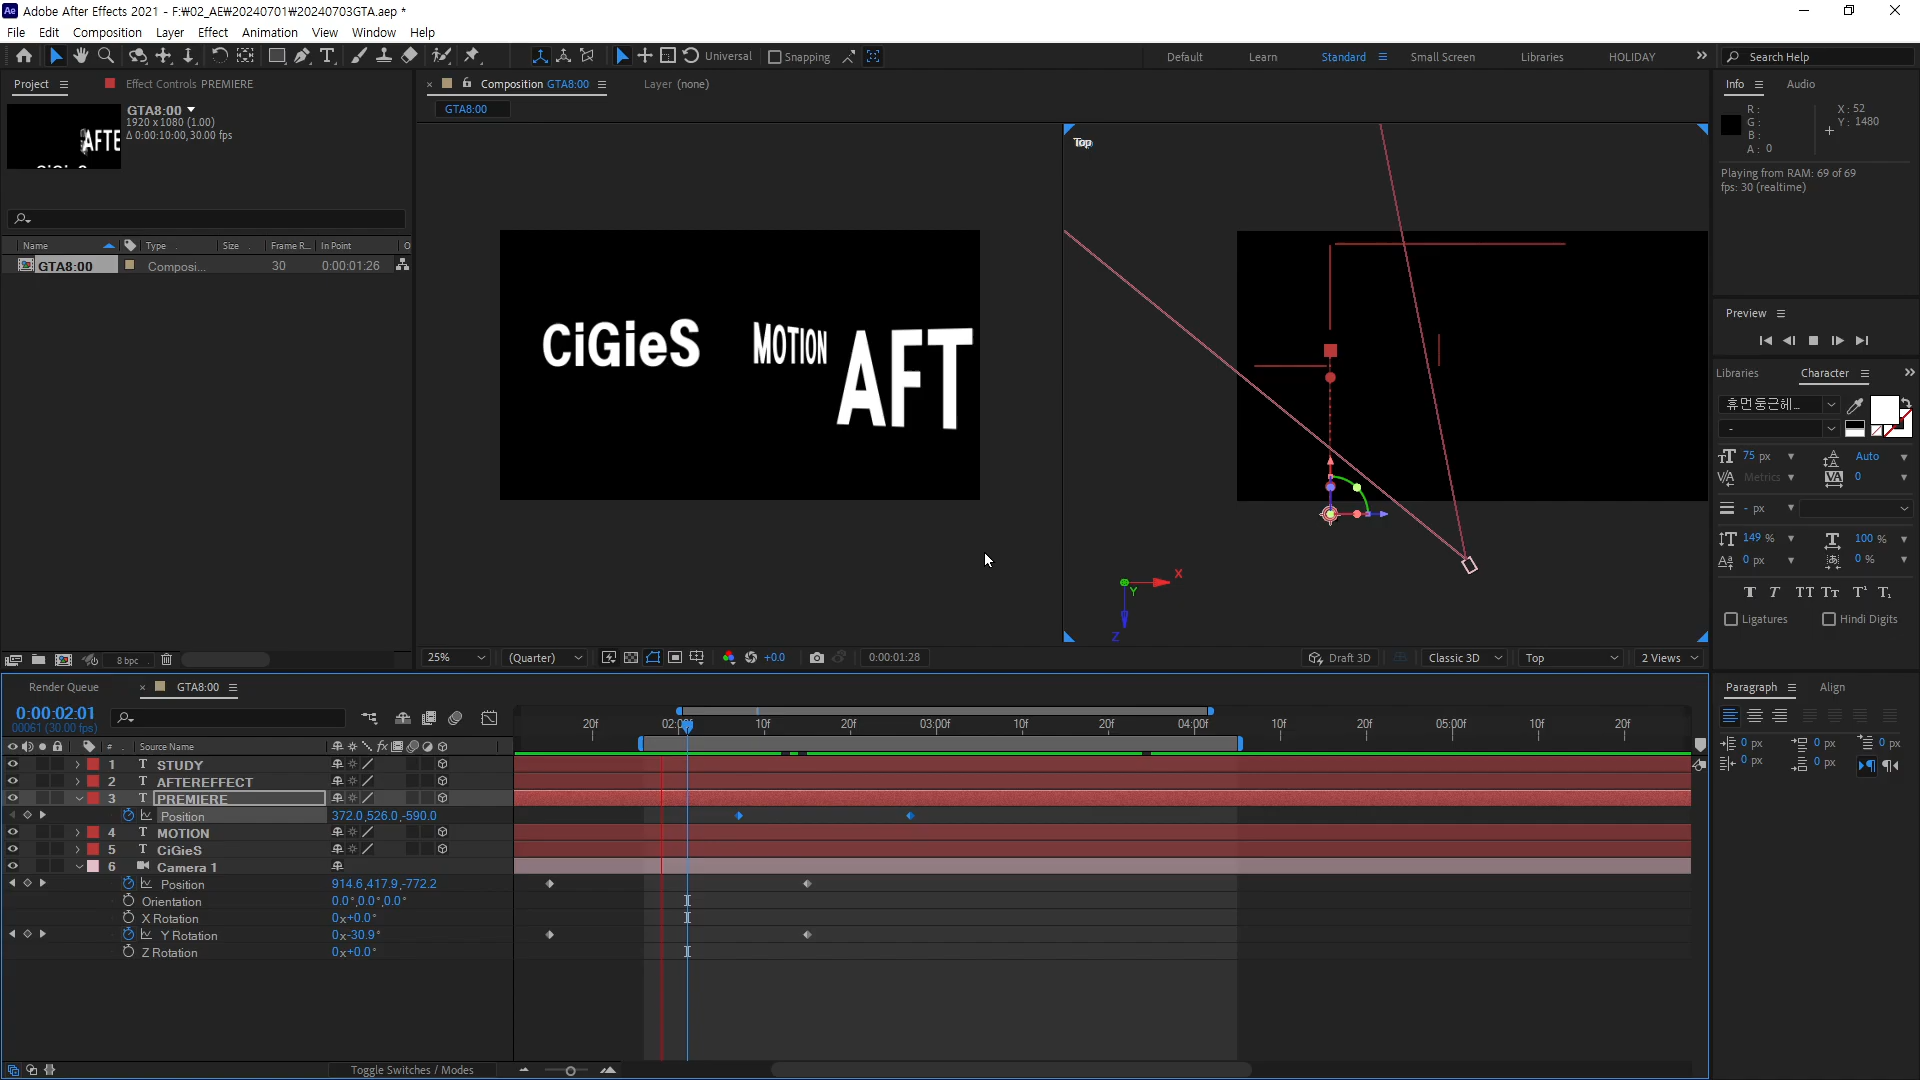 Adobe After Effects 2021 - F:₩02_AE₩20240701₩20240703GTA.aep *
File Edit Composition Layer Effect Animation View Window Help
Universal Snapping Default Learn Standard Small Screen Libraries HOLIDAY Search Help
Project Effect Controls PREMIERE
GTA8:00
1920 x 1080 (1.00)
Δ 0:00:10:00, 30.00 fps
AFTE
CiGieS
Name Type Size Frame R... In Point O
GTA8:00 Composi... 30 0:00:01:26
8 bpc
Composition GTA8:00 Layer (none)
GTA8:00
CiGieS MOTION AFT
Top
X
Y
Z
25% (Quarter) +0.0 0:00:01:28 Draft 3D Classic 3D Top 2 Views
Info Audio
R:
G:
B:
A: 0
X: 52
Y: 1480
Playing from RAM: 69 of 69
fps: 30 (realtime)
Preview
Libraries Character
휴먼둥근헤...
-
75 px Auto
Metrics 0
- px
149 % 100 %
0 px 0 %
T T TT Tт T¹ T₁
Ligatures Hindi Digits
Paragraph Align
0 px 0 px 0 px
0 px 0 px
Render Queue GTA8:00
0:00:02:01
00061 (30.00 fps)
20f 02:00f 10f 20f 03:00f 10f 20f 04:00f 10f 20f 05:00f 10f 20f
# Source Name fx
1 T STUDY
2 T AFTEREFFECT
3 T PREMIERE
Position 372.0,526.0,-590.0
4 T MOTION
5 T CiGieS
6 Camera 1
Position 914.6,417.9,-772.2
Orientation 0.0°,0.0°,0.0°
X Rotation 0x+0.0°
Y Rotation 0x-30.9°
Z Rotation 0x+0.0°
Toggle Switches / Modes